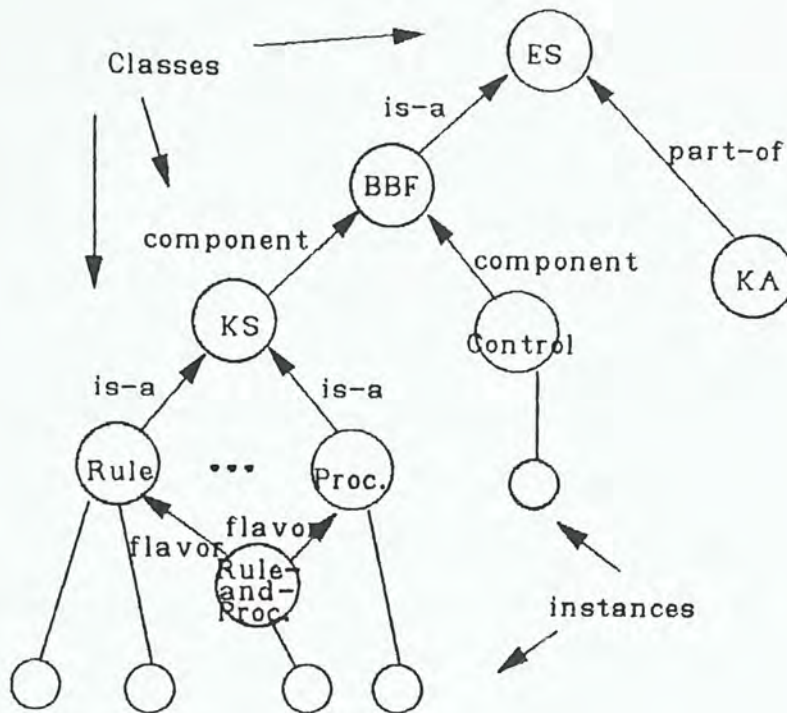 ES
Classes
is-a
part-of
BBF
component
component
KA
KS
Control
is-a
is-a
Rule
...
Proc.
flavor
flavor
Rule-
and-
Proc.
instances